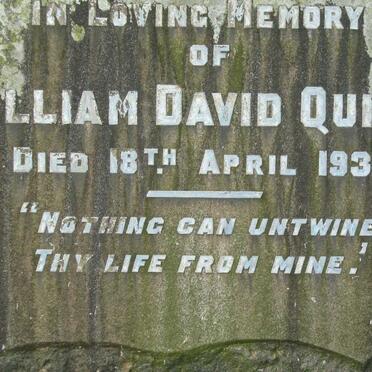 IN LOVING MEMORY
OF
LLIAM DAVID QUI
DIED 18TH. APRIL 193
"NOTHING CAN UNTWINE
THY LIFE FROM MINE."